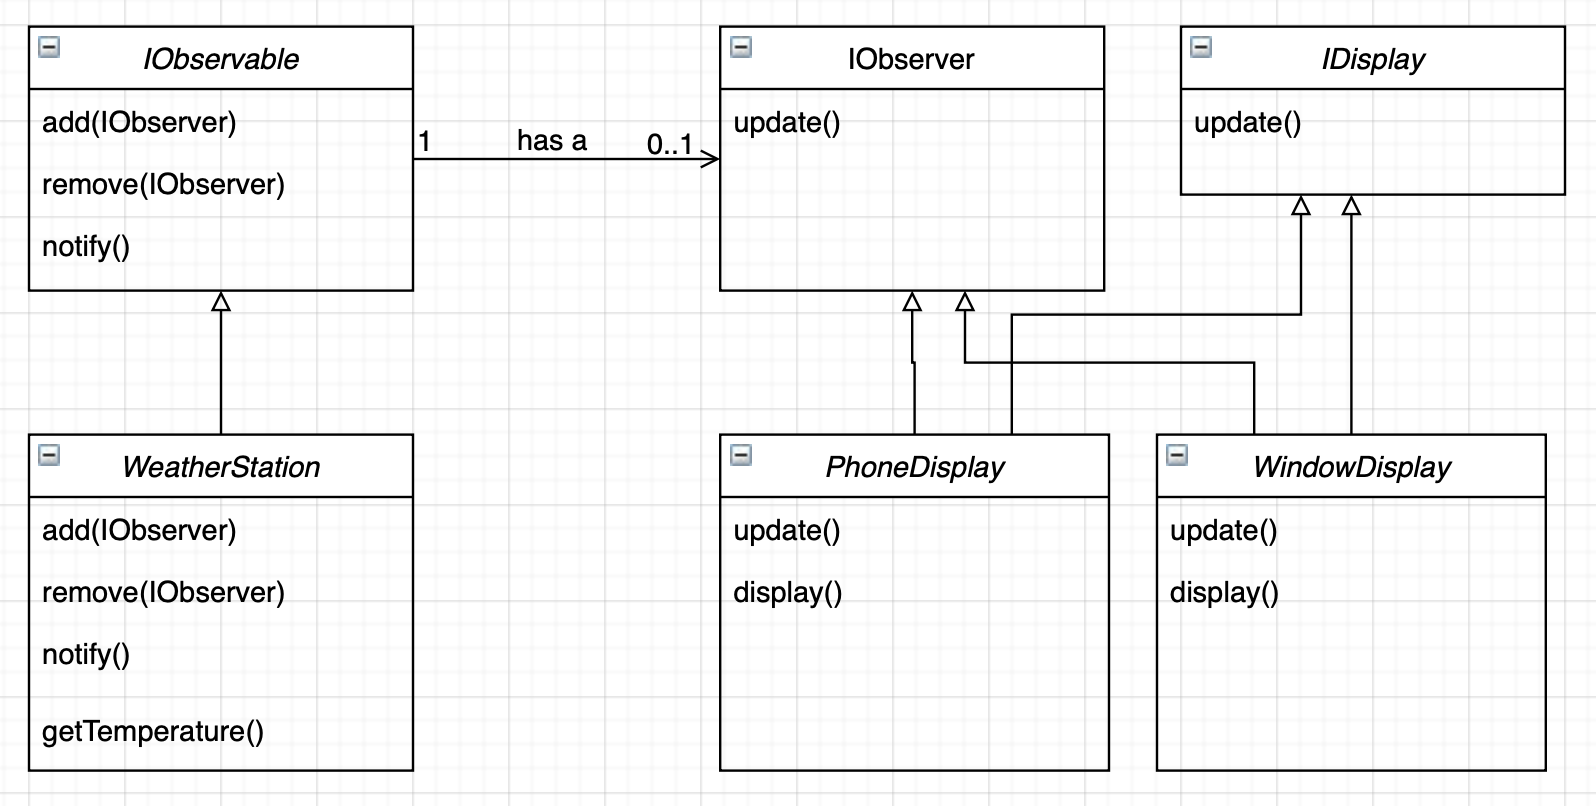 IObservable
add(IObserver)
remove(IObserver)
notify()
1
has a
0..1
IObserver
update()
IDisplay
update()
WeatherStation
add(IObserver)
remove(IObserver)
notify()
getTemperature()
PhoneDisplay
update()
display()
WindowDisplay
update()
display()